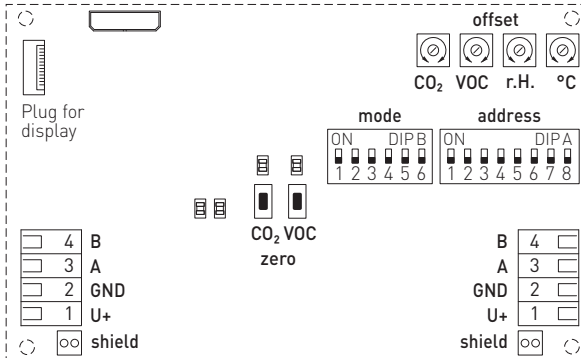 offset
CO₂ VOC r.H. °C
Plug for
display
mode address
ON DIP B ON DIP A
1 2 3 4 5 6 1 2 3 4 5 6 7 8
CO₂ VOC
zero
4 B B 4
3 A A 3
2 GND GND 2
1 U+ U+ 1
shield shield